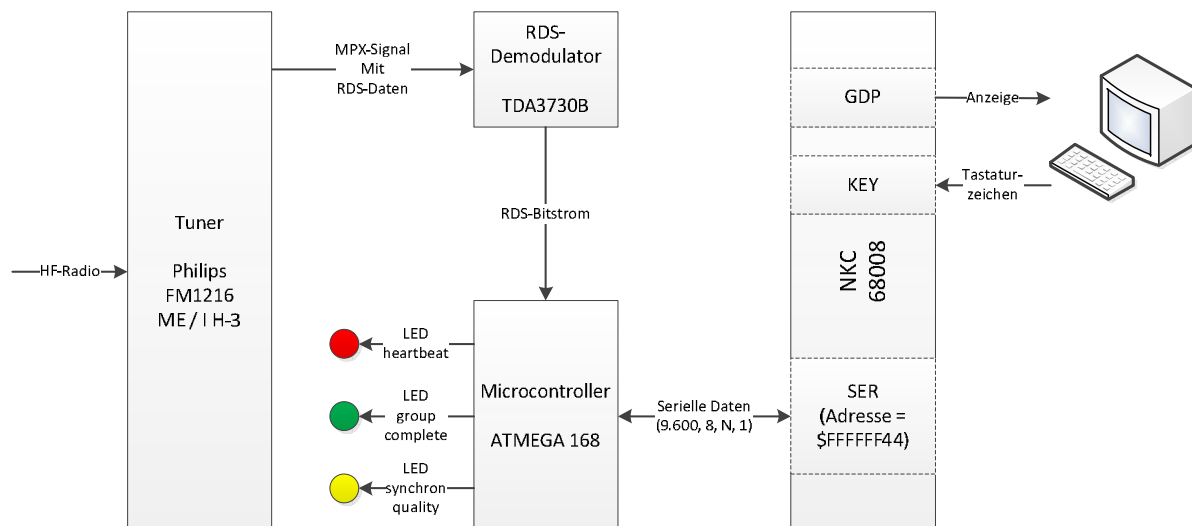 HF-Radio
Tuner
Philips
FM1216
ME / I H-3
MPX-Signal
Mit
RDS-Daten
RDS-
Demodulator
TDA3730B
RDS-Bitstrom
LED
heartbeat
LED
group
complete
LED
synchron
quality
Microcontroller
ATMEGA 168
Serielle Daten
(9.600, 8, N, 1)
GDP
KEY
NKC
68008
SER
(Adresse =
$FFFFFF44)
Anzeige
Tastatur-
zeichen